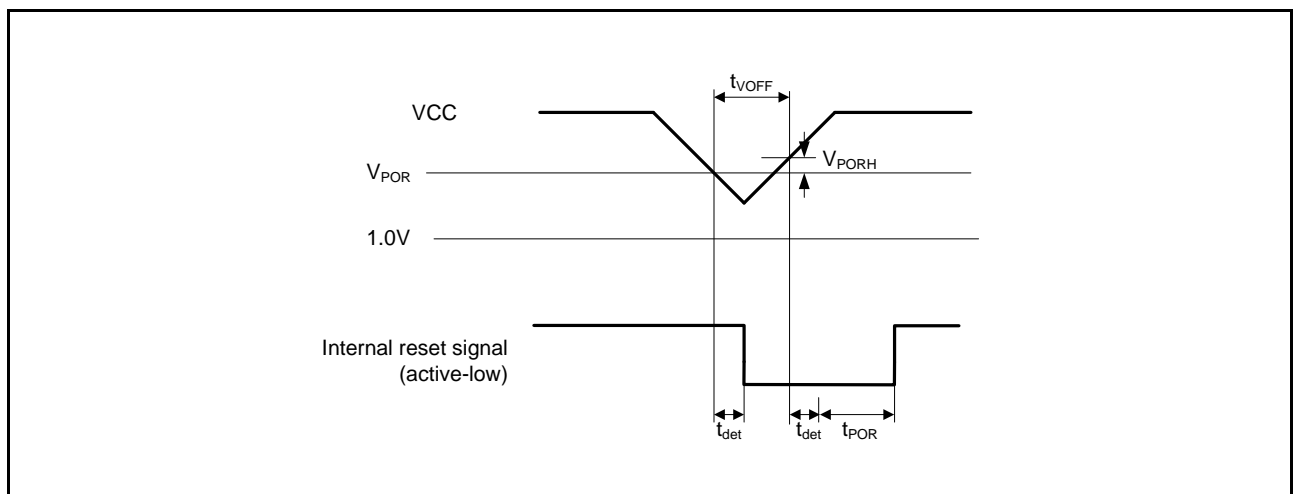 tVOFF
VCC
VPORH
VPOR
1.0V
Internal reset signal
(active-low)
tdet
tdet
tPOR